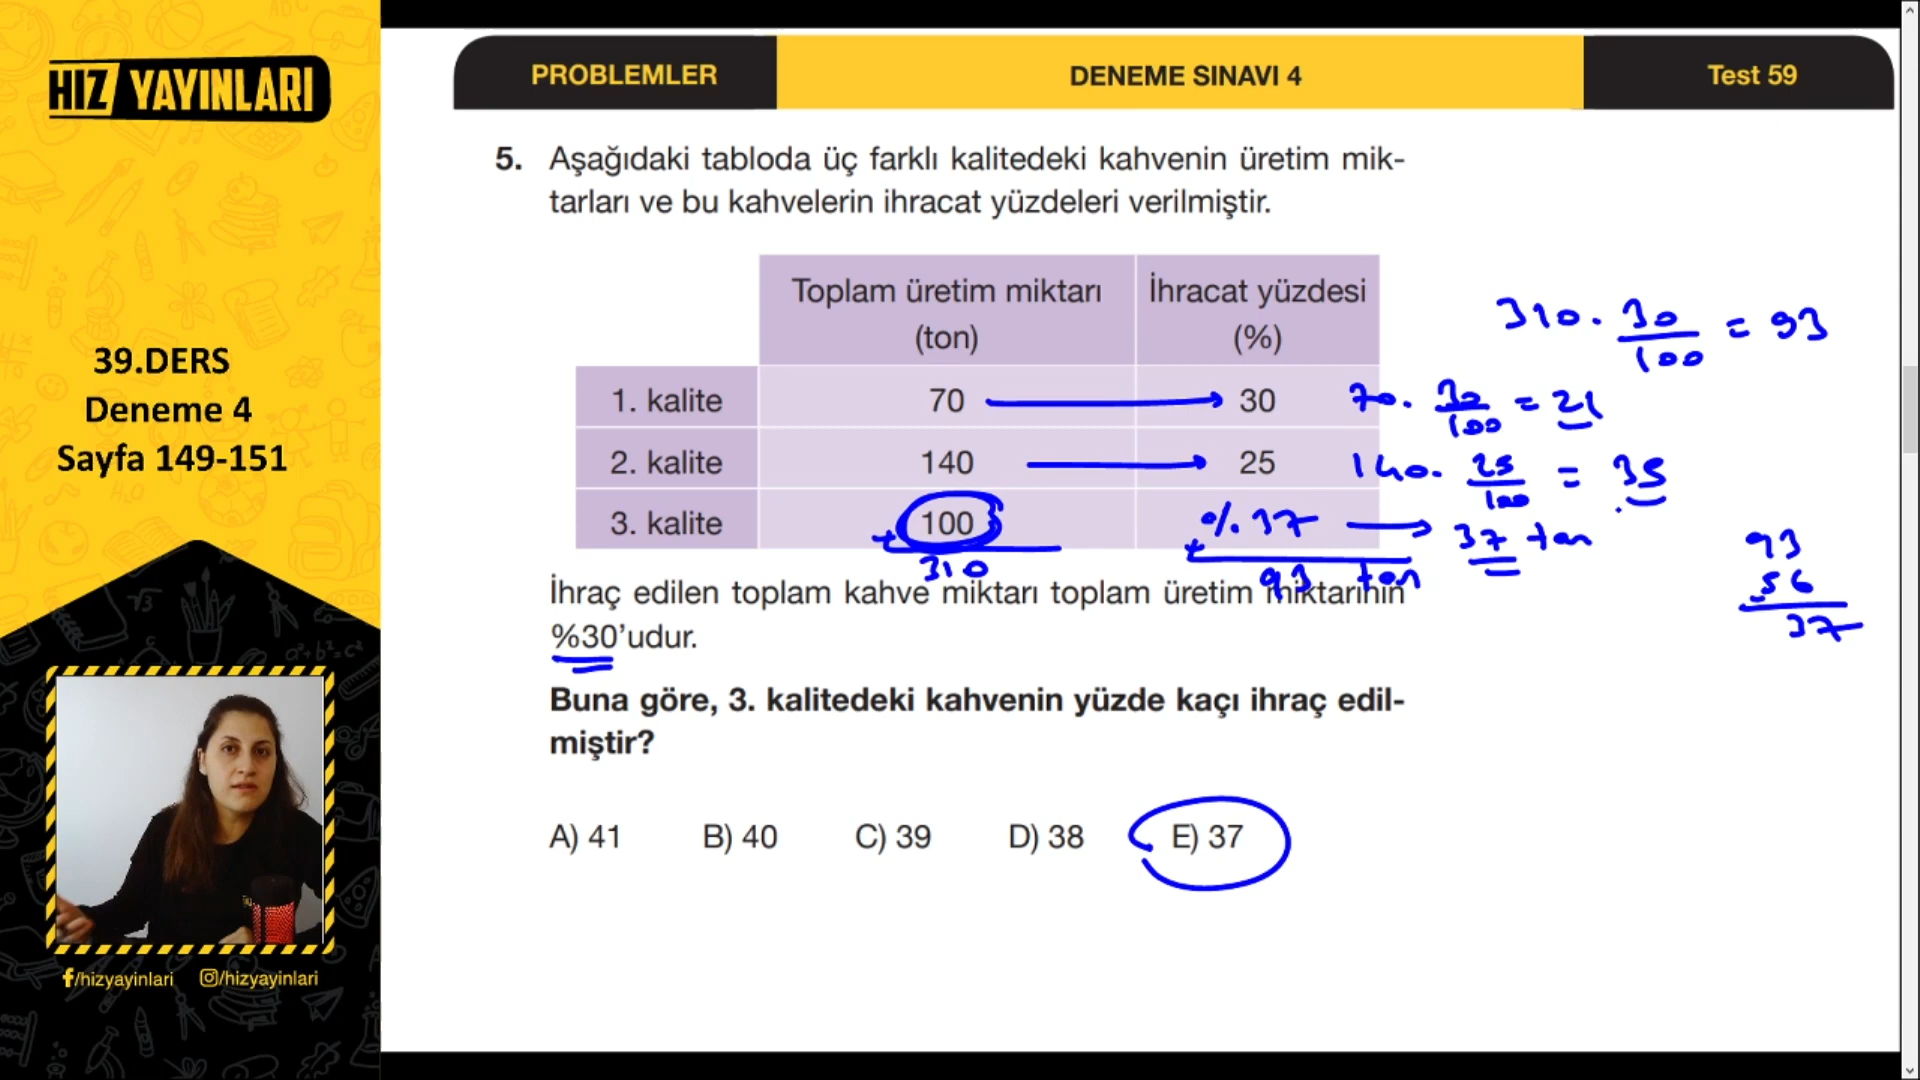 HIZ YAYINLARI
39.DERS
Deneme 4
Sayfa 149-151
/hizyayinlari /hizyayinlari
PROBLEMLER DENEME SINAVI 4 Test 59
5. Aşağıdaki tabloda üç farklı kalitedeki kahvenin üretim mik-
tarları ve bu kahvelerin ihracat yüzdeleri verilmiştir.
Toplam üretim miktarı İhracat yüzdesi
(ton) (%)
310 · 30/100 = 93
1. kalite 70 30 70 · 30/100 = 21
2. kalite 140 25 140 · 25/100 = 35
3. kalite 100 % 37 37 ton
+ 310 + 93 ton
93
- 56
37
İhraç edilen toplam kahve miktarı toplam üretim miktarının
%30'udur.
Buna göre, 3. kalitedeki kahvenin yüzde kaçı ihraç edil-
miştir?
A) 41 B) 40 C) 39 D) 38 E) 37